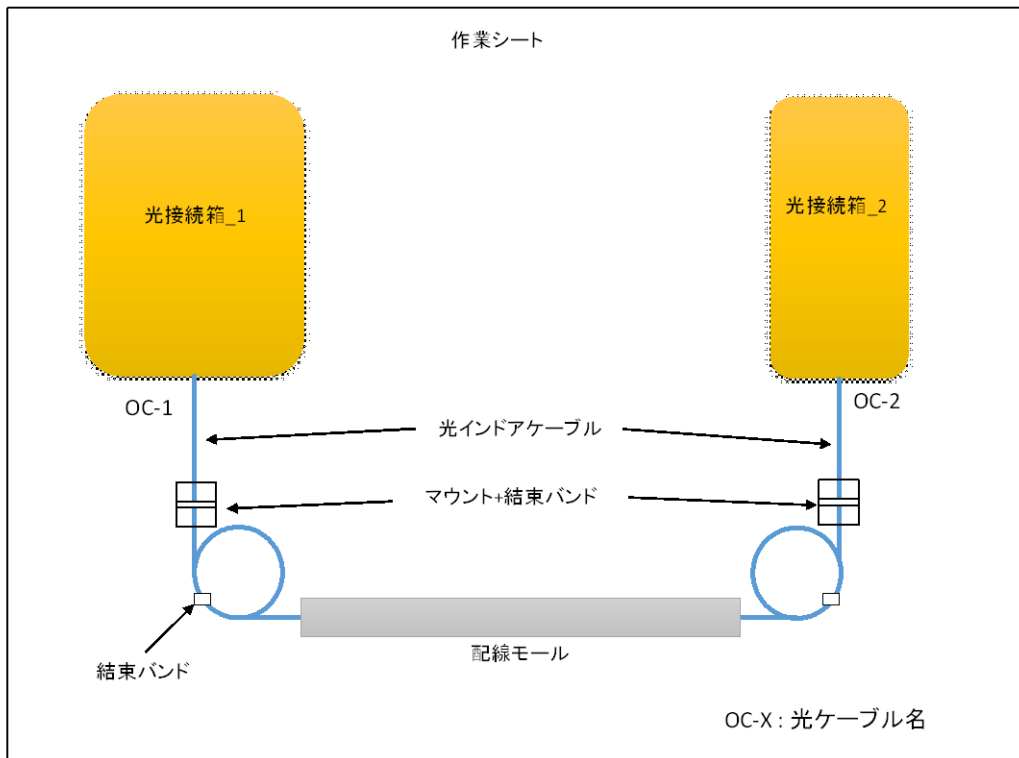 作業シート
光接続箱_1
光接続箱_2
OC-1
OC-2
光インドアケーブル
マウント+結束バンド
配線モール
結束バンド
OC-X : 光ケーブル名